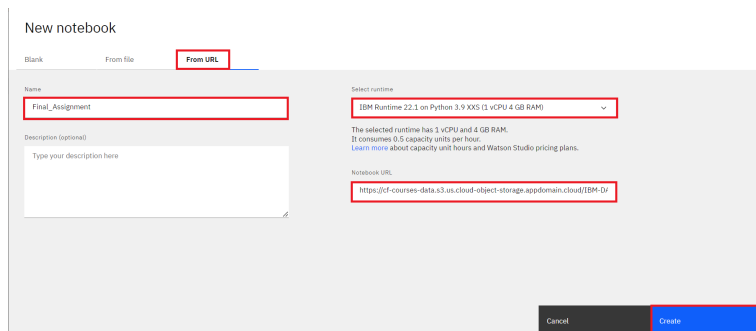 New notebook
Blank From file From URL
Name
Final_Assignment
Description (optional)
Type your description here
Select runtime
IBM Runtime 22.1 on Python 3.9 XXS (1 vCPU 4 GB RAM)
The selected runtime has 1 vCPU and 4 GB RAM.
It consumes 0.5 capacity units per hour.
Learn more about capacity unit hours and Watson Studio pricing plans.
Notebook URL
https://cf-courses-data.s3.us.cloud-object-storage.appdomain.cloud/IBM-D
Cancel Create